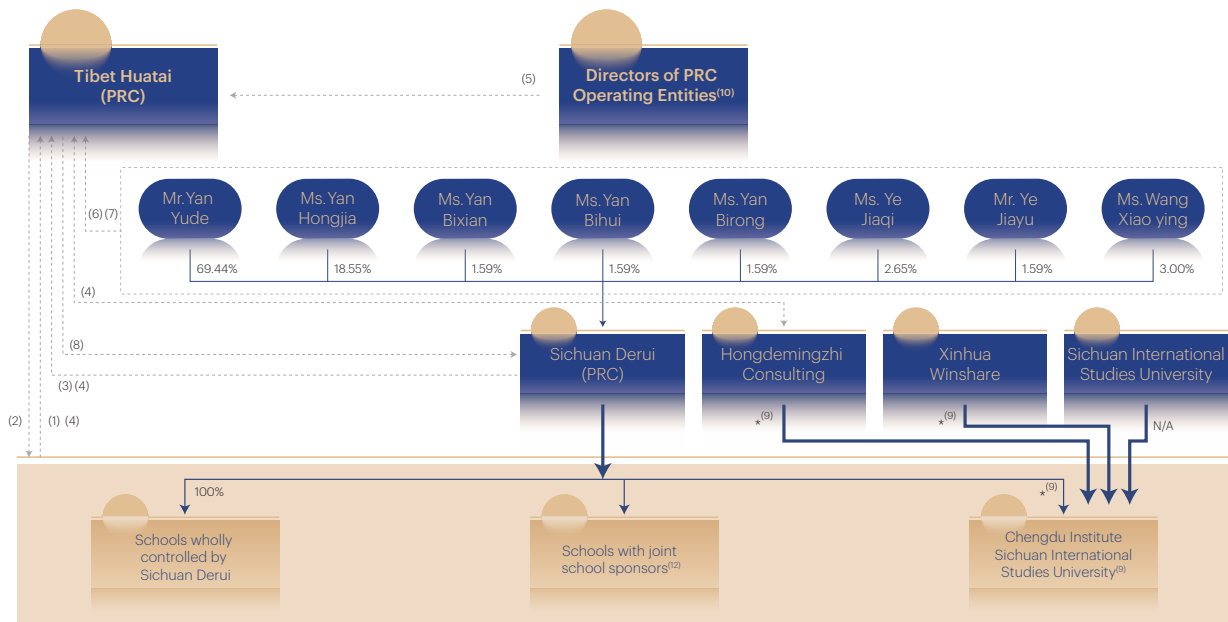 Tibet Huatai
(PRC)
(5)
Directors of PRC
Operating Entities(10)
(6) (7)
Mr. Yan
Yude
Ms. Yan
Hongjia
Ms. Yan
Bixian
Ms. Yan
Bihui
Ms. Yan
Birong
Ms. Ye
Jiaqi
Mr. Ye
Jiayu
Ms. Wang
Xiao ying
69.44%
18.55%
1.59%
1.59%
1.59%
2.65%
1.59%
3.00%
(4)
(8)
(3) (4)
(2)
(1) (4)
Sichuan Derui
(PRC)
Hongdemingzhi
Consulting
Xinhua
Winshare
Sichuan International
Studies University
*(9)
*(9)
N/A
100%
*(9)
Schools wholly
controlled by
Sichuan Derui
Schools with joint
school sponsors(12)
Chengdu Institute
Sichuan International
Studies University(9)